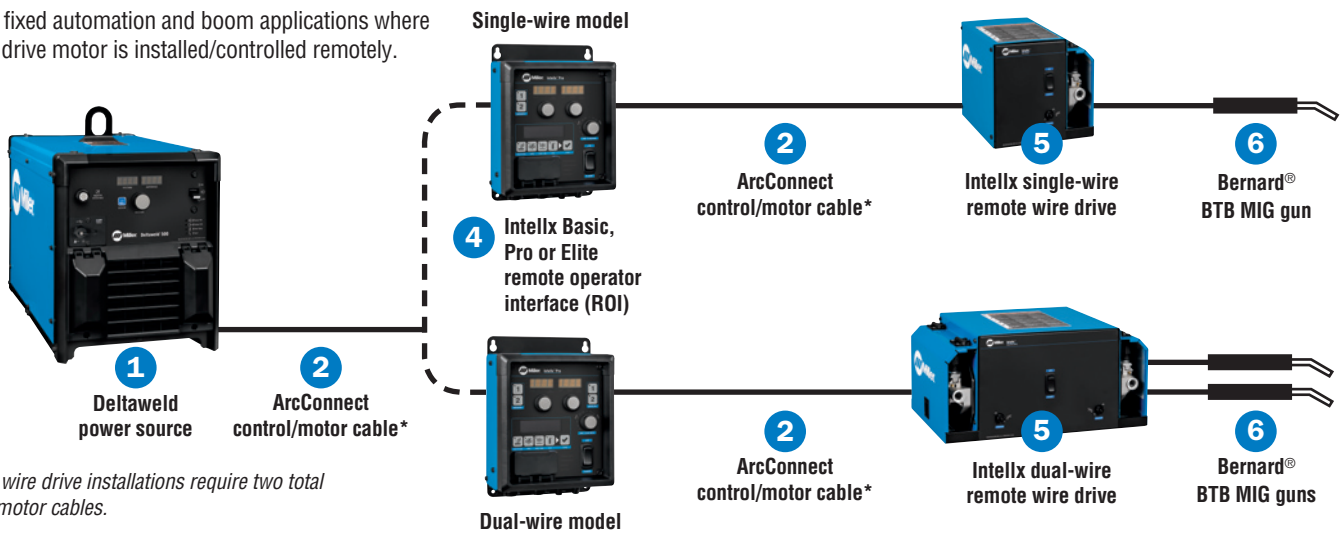 fixed automation and boom applications where
drive motor is installed/controlled remotely.
Single-wire model
Miller
Miller
Deltaweld
1
Deltaweld
power source
2
ArcConnect
control/motor cable*
4
Intellx Basic,
Pro or Elite
remote operator
interface (ROI)
2
ArcConnect
control/motor cable*
5
Intellx single-wire
remote wire drive
6
Bernard®
BTB MIG gun
2
ArcConnect
control/motor cable*
5
Intellx dual-wire
remote wire drive
6
Bernard®
BTB MIG guns
Dual-wire model
wire drive installations require two total
motor cables.